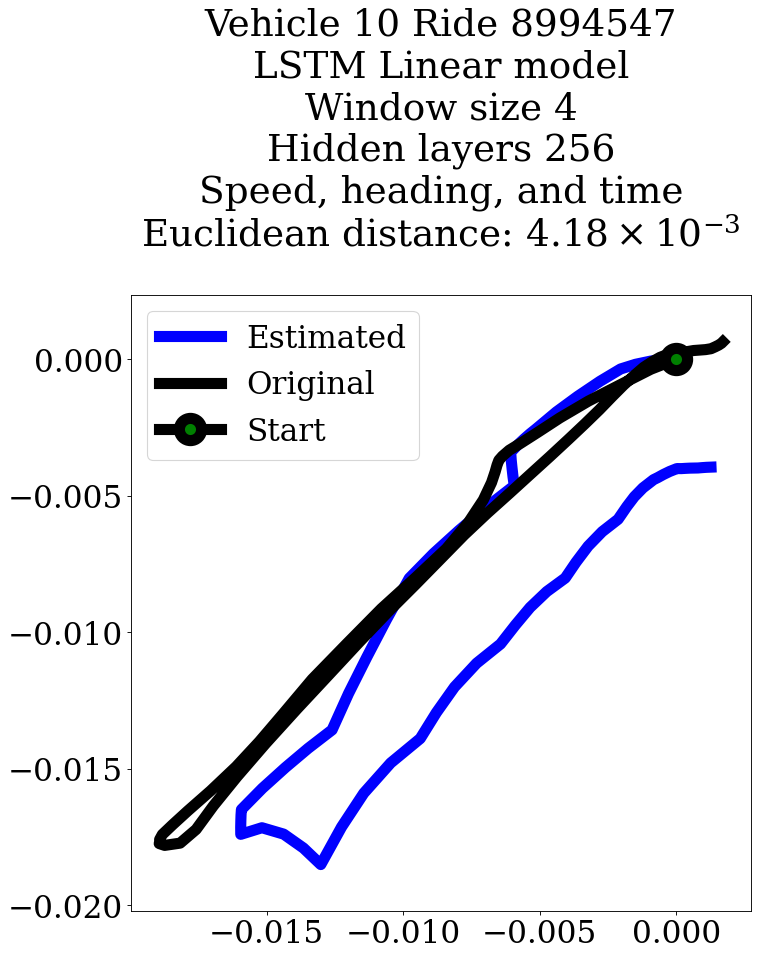 Vehicle 10 Ride 8994547
LSTM Linear model
Window size 4
Hidden layers 256
Speed, heading, and time
Euclidean distance: 4.18 × 10⁻³
Estimated
Original
Start
0.000
−0.005
−0.010
−0.015
−0.020
−0.015 −0.010 −0.005 0.000